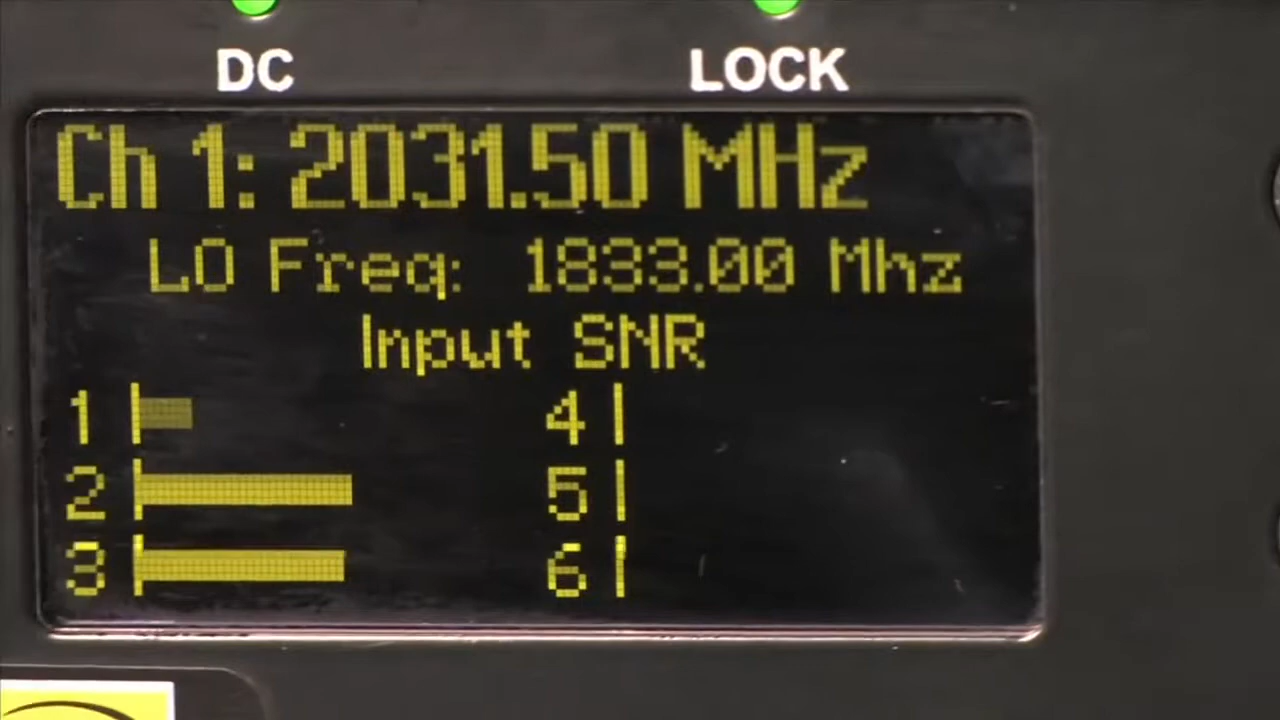 DC LOCK
Ch 1: 2031.50 MHz
LO Freq: 1833.00 Mhz
Input SNR
1 4
2 5
3 6